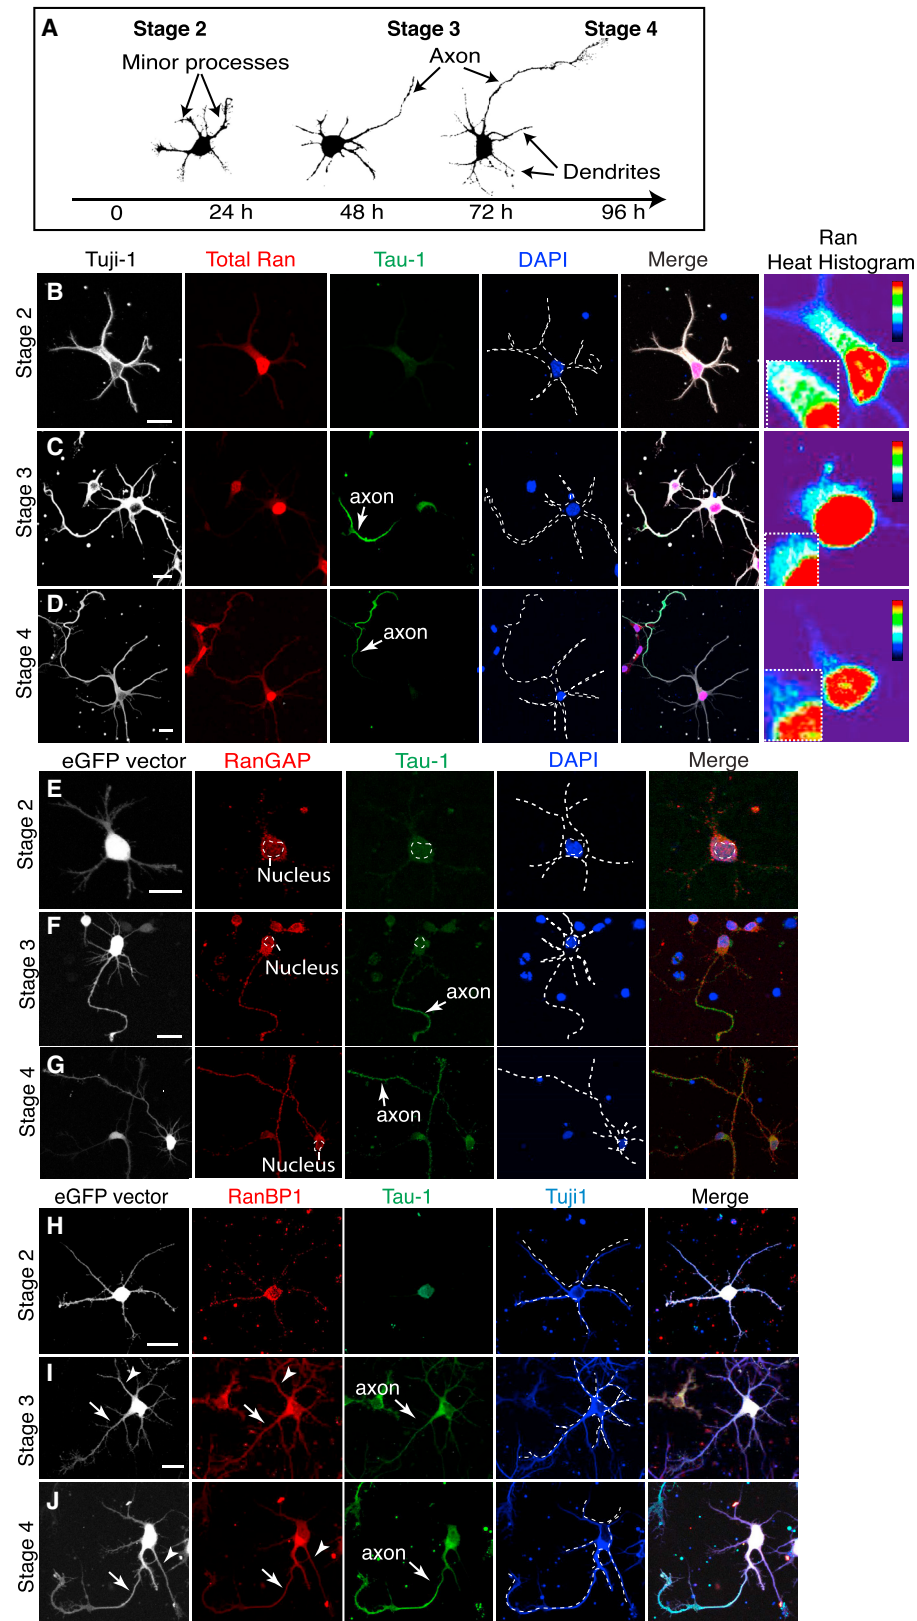 A
Stage 2
Stage 3
Stage 4
Minor processes
Axon
Dendrites
0
24 h
48 h
72 h
96 h
Tuji-1
Total Ran
Tau-1
DAPI
Merge
Ran
Heat Histogram
Stage 2
B
Stage 3
C
axon
Stage 4
D
axon
eGFP vector
RanGAP
Tau-1
DAPI
Merge
Stage 2
E
Nucleus
Stage 3
F
Nucleus
axon
Stage 4
G
axon
Nucleus
eGFP vector
RanBP1
Tau-1
Tuji1
Merge
Stage 2
H
Stage 3
I
axon
Stage 4
J
axon